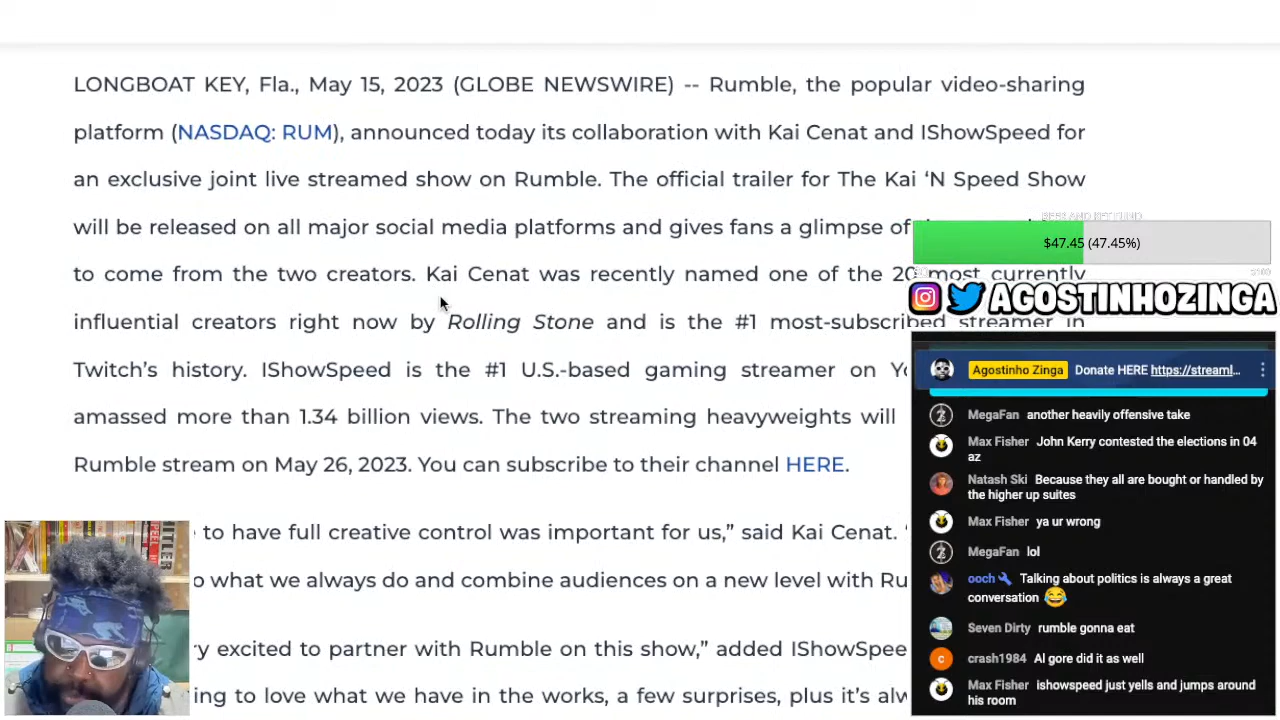 LONGBOAT KEY, Fla., May 15, 2023 (GLOBE NEWSWIRE) -- Rumble, the popular video-sharing
platform (NASDAQ: RUM), announced today its collaboration with Kai Cenat and IShowSpeed for
an exclusive joint live streamed show on Rumble. The official trailer for The Kai ‘N Speed Show
will be released on all major social media platforms and gives fans a glimpse of
to come from the two creators. Kai Cenat was recently named one of the 20 most currently
influential creators right now by Rolling Stone and is the #1 most-subscribed streamer in
Twitch’s history. IShowSpeed is the #1 U.S.-based gaming streamer on
amassed more than 1.34 billion views. The two streaming heavyweights will
Rumble stream on May 26, 2023. You can subscribe to their channel HERE.
to have full creative control was important for us,” said Kai Cenat.
what we always do and combine audiences on a new level with
excited to partner with Rumble on this show,” added
to love what we have in the works, a few surprises, plus it’s
$47.45 (47.45%)
AGOSTINHOZINGA
Agostinho Zinga Donate HERE https://streaml...
MegaFan another heavily offensive take
Max Fisher John Kerry contested the elections in 04
az
Natash Ski Because they all are bought or handled by
the higher up suites
Max Fisher ya ur wrong
MegaFan lol
ooch Talking about politics is always a great
conversation 😂
Seven Dirty rumble gonna eat
crash1984 Al gore did it as well
Max Fisher ishowspeed just yells and jumps around
his room